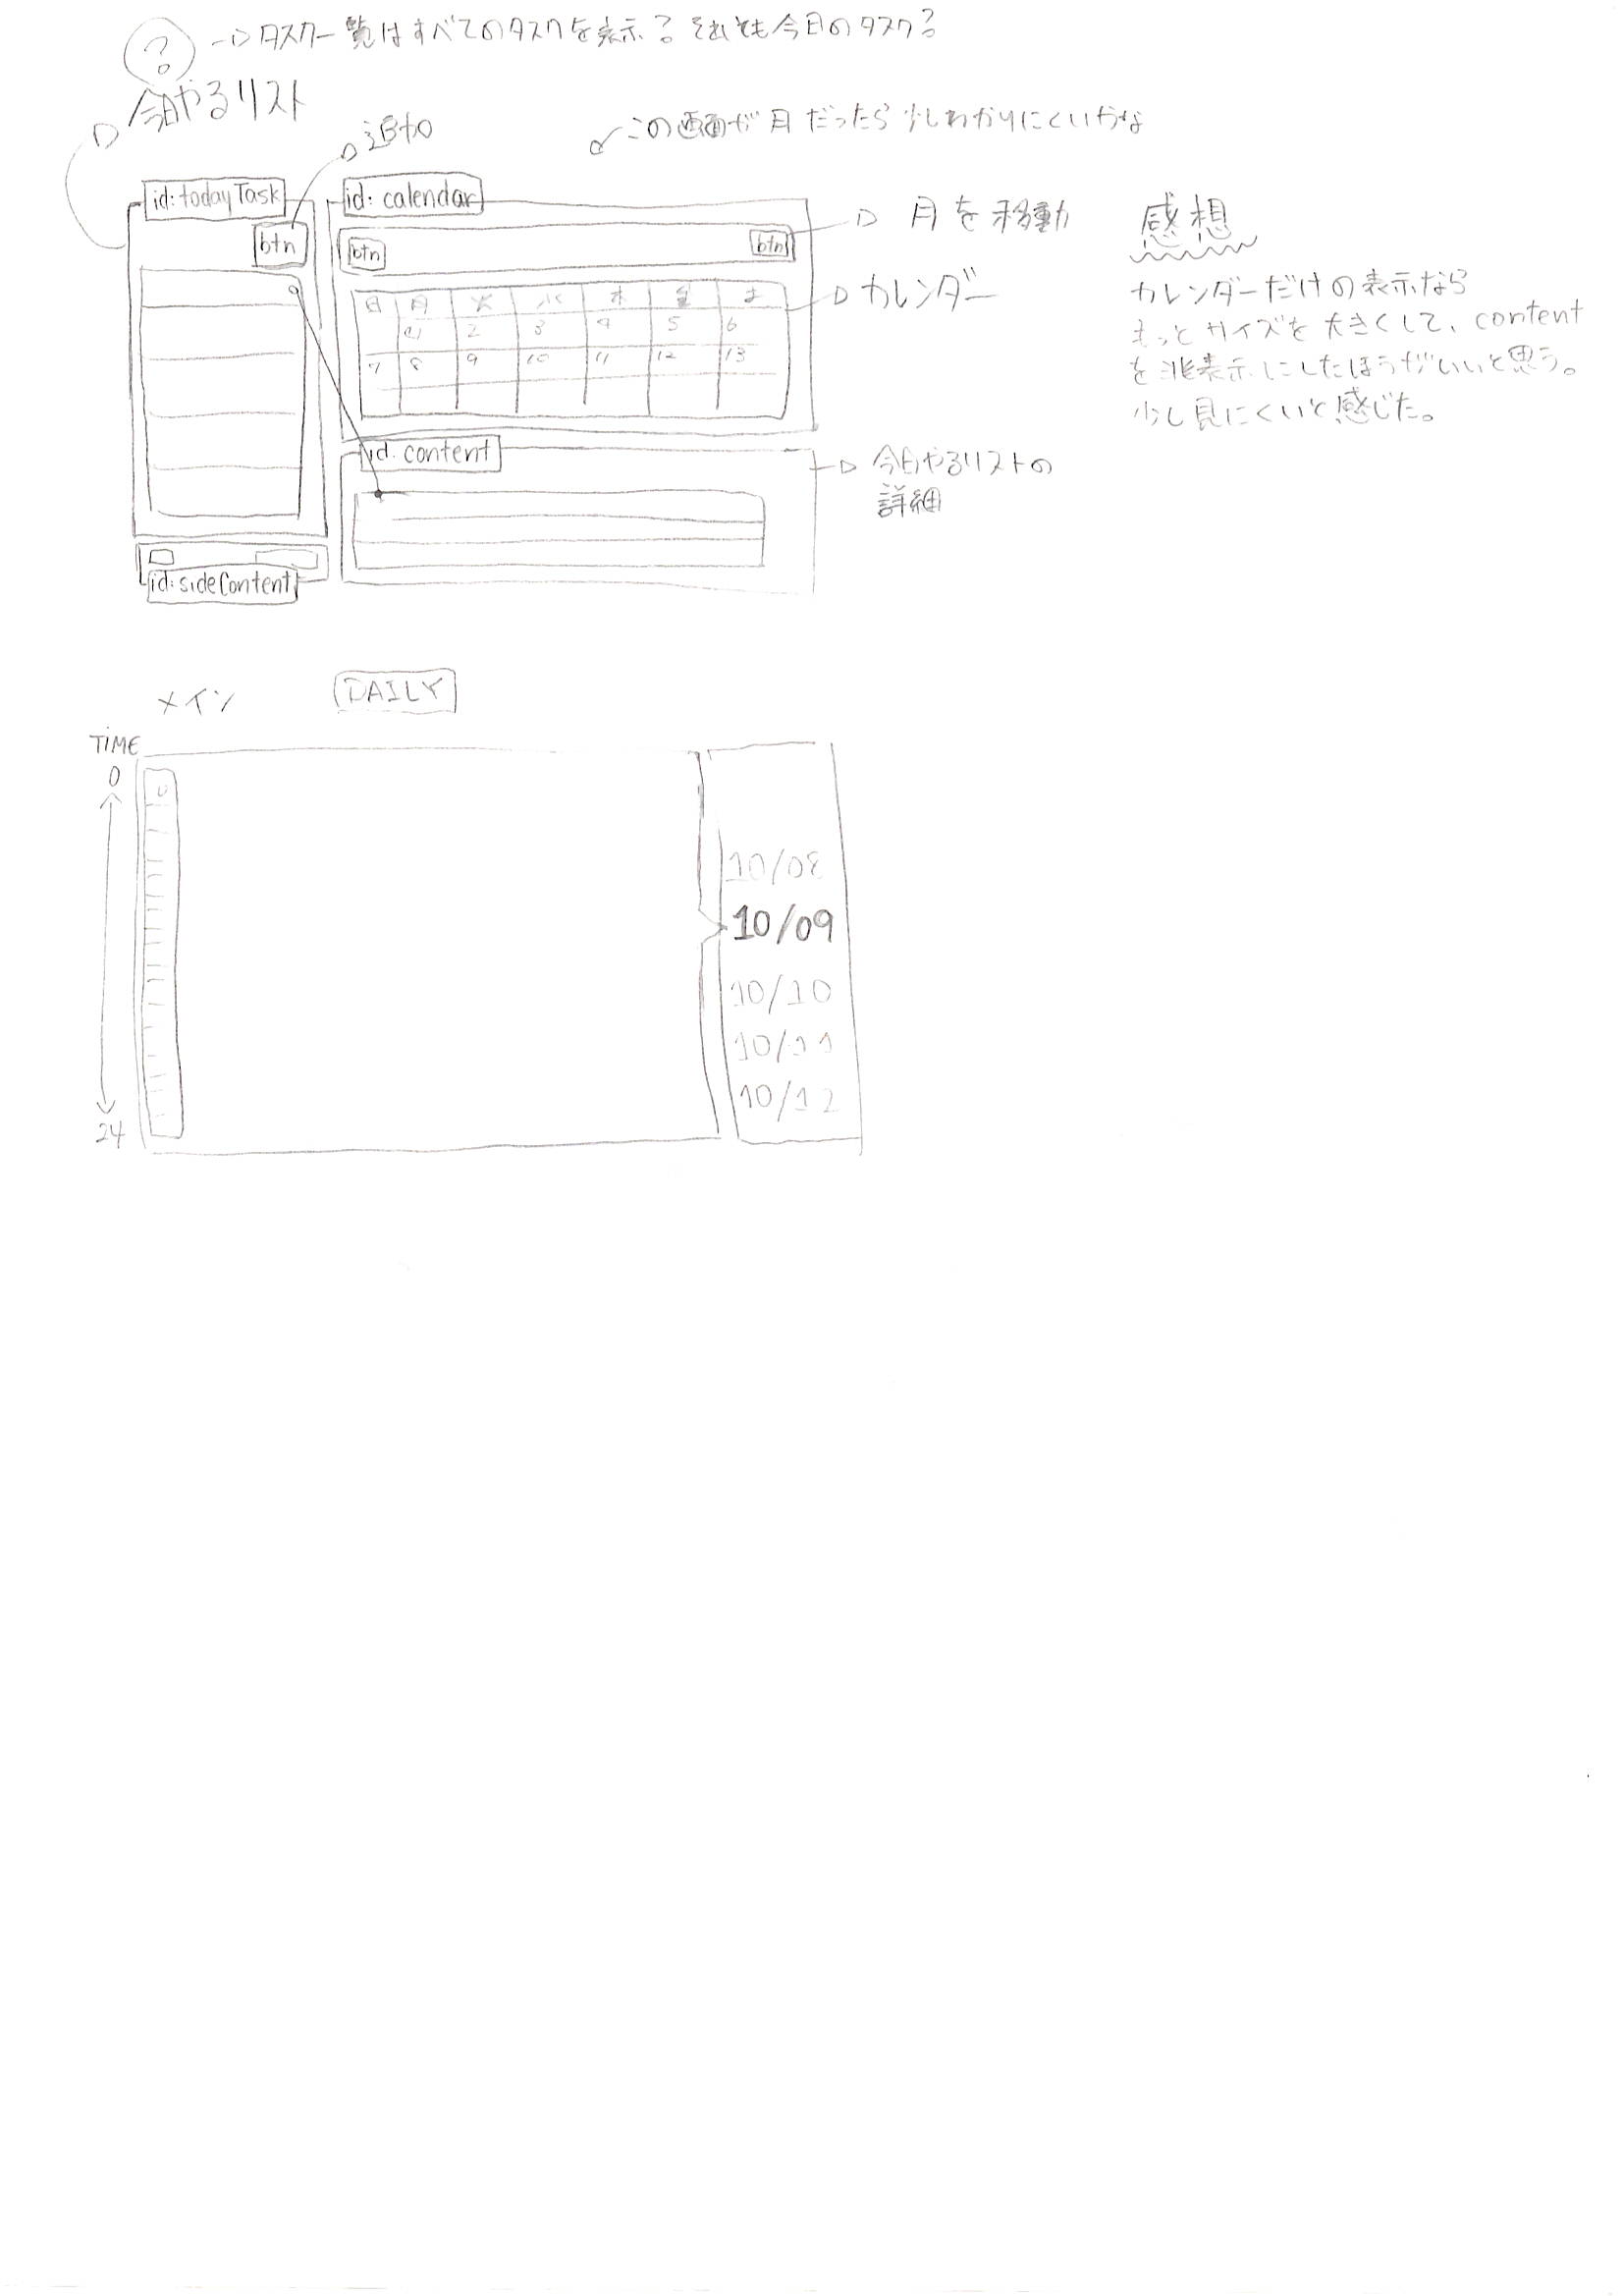 ?
→タスク一覧はすべてのタスクを表示？それとも今日のタスク？
今日やるリスト
追加
この画面が月だったら少しわかりにくいかな
id:todayTask
btn
id: calendar
btn
btn
月を移動
日 月 火 水 木 金 土
1 2 3 4 5 6
7 8 9 10 11 12 13
カレンダー
id: content
今日やるリストの
詳細
id:sideContent
感想
カレンダーだけの表示なら
もっとサイズを大きくして、content
を非表示にしたほうがいいと思う。
少し見にくいと感じた。
メイン
DAILY
TIME
0
0
24
10/08
10/09
10/10
10/11
10/12